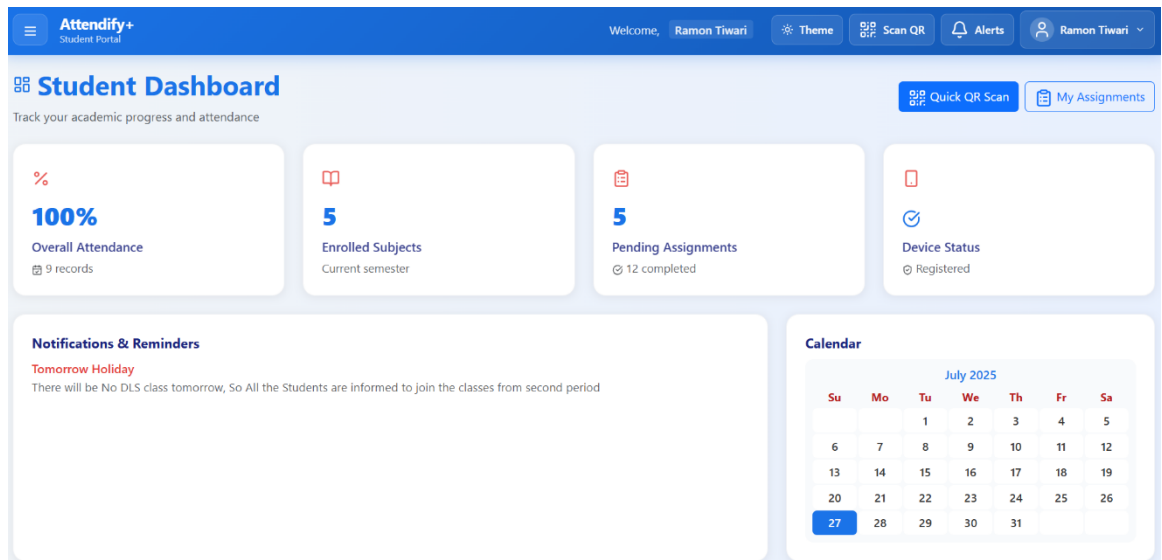 Attendify+
Student Portal
Welcome, Ramon Tiwari
Theme
Scan QR
Alerts
Ramon Tiwari
Student Dashboard
Track your academic progress and attendance
Quick QR Scan
My Assignments
100%
Overall Attendance
9 records
5
Enrolled Subjects
Current semester
5
Pending Assignments
12 completed
Device Status
Registered
Notifications & Reminders
Tomorrow Holiday
There will be No DLS class tomorrow, So All the Students are informed to join the classes from second period
Calendar
July 2025
Su Mo Tu We Th Fr Sa
1 2 3 4 5
6 7 8 9 10 11 12
13 14 15 16 17 18 19
20 21 22 23 24 25 26
27 28 29 30 31